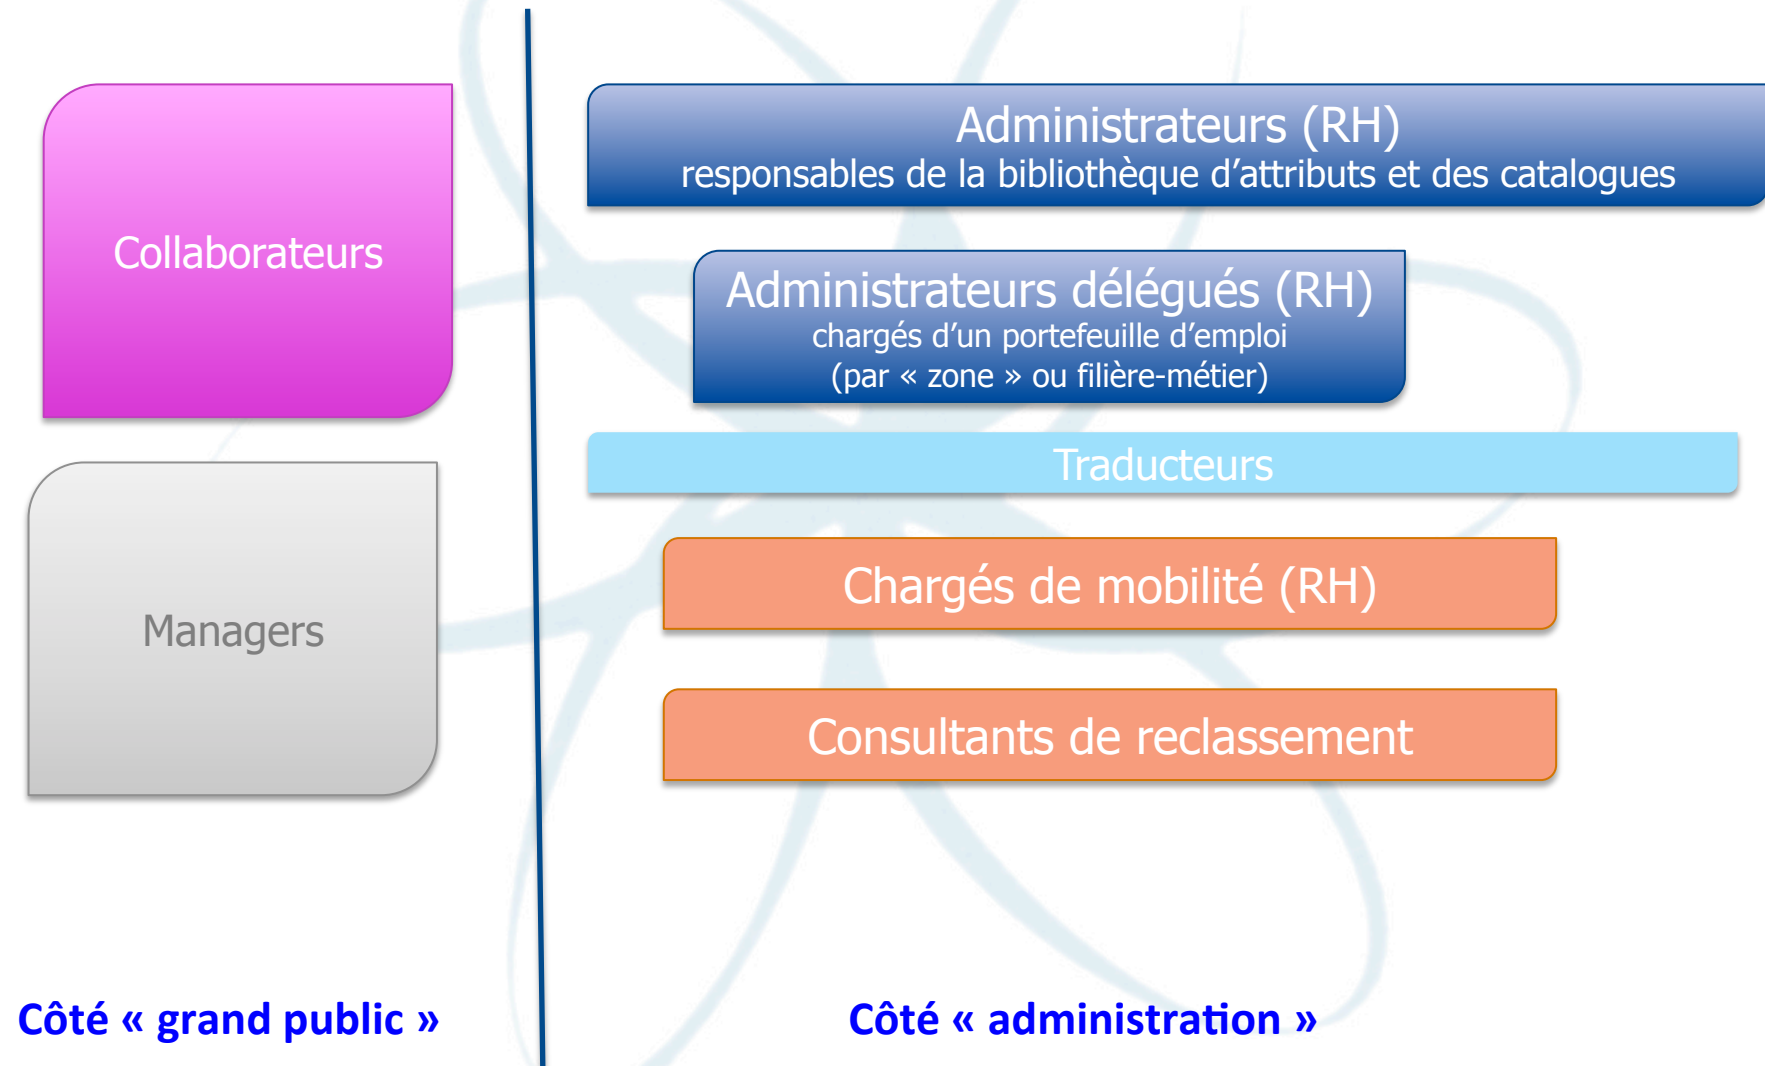 Collaborateurs
Managers
Côté « grand public »
Administrateurs (RH)
responsables de la bibliothèque d’attributs et des catalogues
Administrateurs délégués (RH)
chargés d’un portefeuille d’emploi
(par « zone » ou filière-métier)
Traducteurs
Chargés de mobilité (RH)
Consultants de reclassement
Côté « administration »